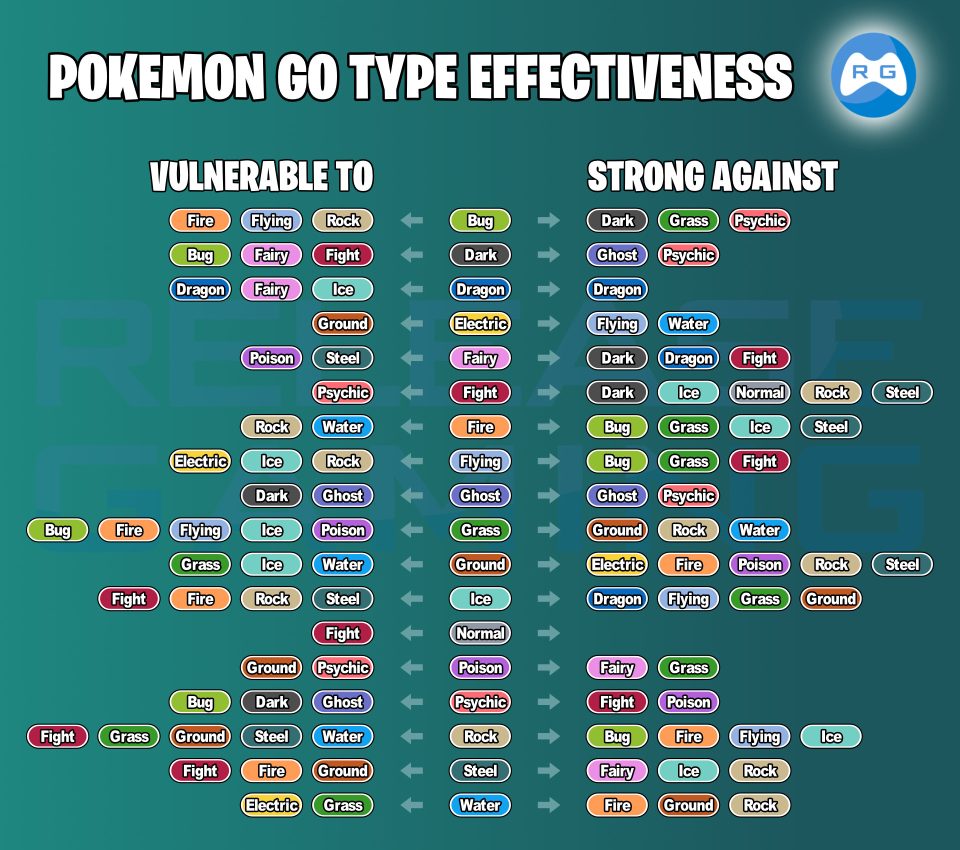 POKEMON GO TYPE EFFECTIVENESS
R G
VULNERABLE TO STRONG AGAINST
Fire Flying Rock Bug Dark Grass Psychic
Bug Fairy Fight Dark Ghost Psychic
Dragon Fairy Ice Dragon Dragon
Ground Electric Flying Water
Poison Steel Fairy Dark Dragon Fight
Psychic Fight Dark Ice Normal Rock Steel
Rock Water Fire Bug Grass Ice Steel
Electric Ice Rock Flying Bug Grass Fight
Dark Ghost Ghost Ghost Psychic
Bug Fire Flying Ice Poison Grass Ground Rock Water
Grass Ice Water Ground Electric Fire Poison Rock Steel
Fight Fire Rock Steel Ice Dragon Flying Grass Ground
Fight Normal
Ground Psychic Poison Fairy Grass
Bug Dark Ghost Psychic Fight Poison
Fight Grass Ground Steel Water Rock Bug Fire Flying Ice
Fight Fire Ground Steel Fairy Ice Rock
Electric Grass Water Fire Ground Rock
RELEASE
GAMING